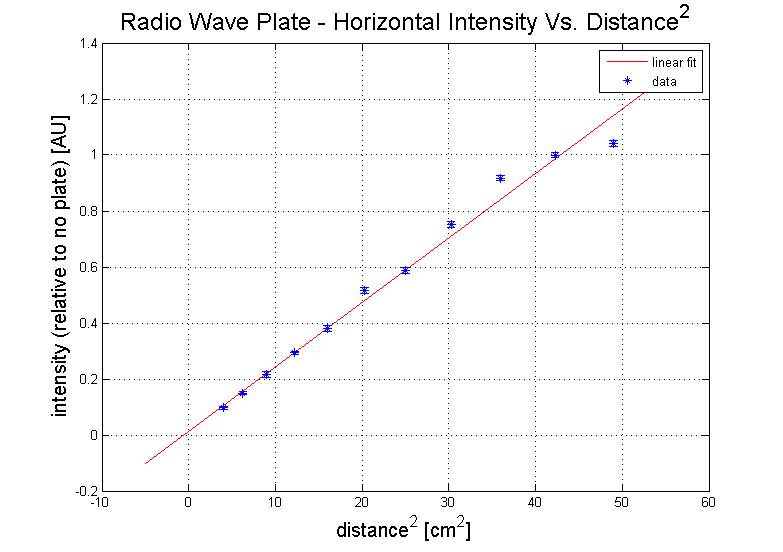 Radio Wave Plate - Horizontal Intensity Vs. Distance²
linear fit
data
intensity (relative to no plate) [AU]
1.4
1.2
1
0.8
0.6
0.4
0.2
0
-0.2
-10 0 10 20 30 40 50 60
distance² [cm²]